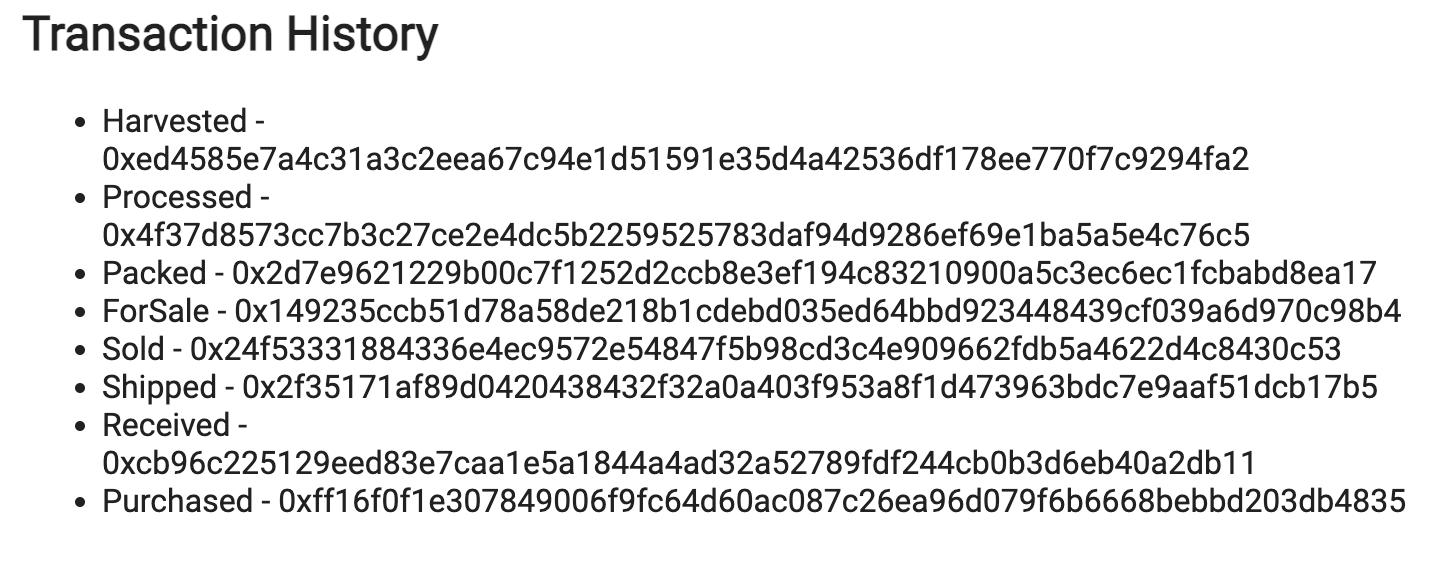 Transaction History
• Harvested -
0xed4585e7a4c31a3c2eea67c94e1d51591e35d4a42536df178ee770f7c9294fa2
• Processed -
0x4f37d8573cc7b3c27ce2e4dc5b2259525783daf94d9286ef69e1ba5a5e4c76c5
• Packed - 0x2d7e9621229b00c7f1252d2ccb8e3ef194c83210900a5c3ec6ec1fcbabd8ea17
• ForSale - 0x149235ccb51d78a58de218b1cdebd035ed64bbd923448439cf039a6d970c98b4
• Sold - 0x24f53331884336e4ec9572e54847f5b98cd3c4e909662fdb5a4622d4c8430c53
• Shipped - 0x2f35171af89d0420438432f32a0a403f953a8f1d473963bdc7e9aaf51dcb17b5
• Received -
0xcb96c225129eed83e7caa1e5a1844a4ad32a52789fdf244cb0b3d6eb40a2db11
• Purchased - 0xff16f0f1e307849006f9fc64d60ac087c26ea96d079f6b6668bebbd203db4835